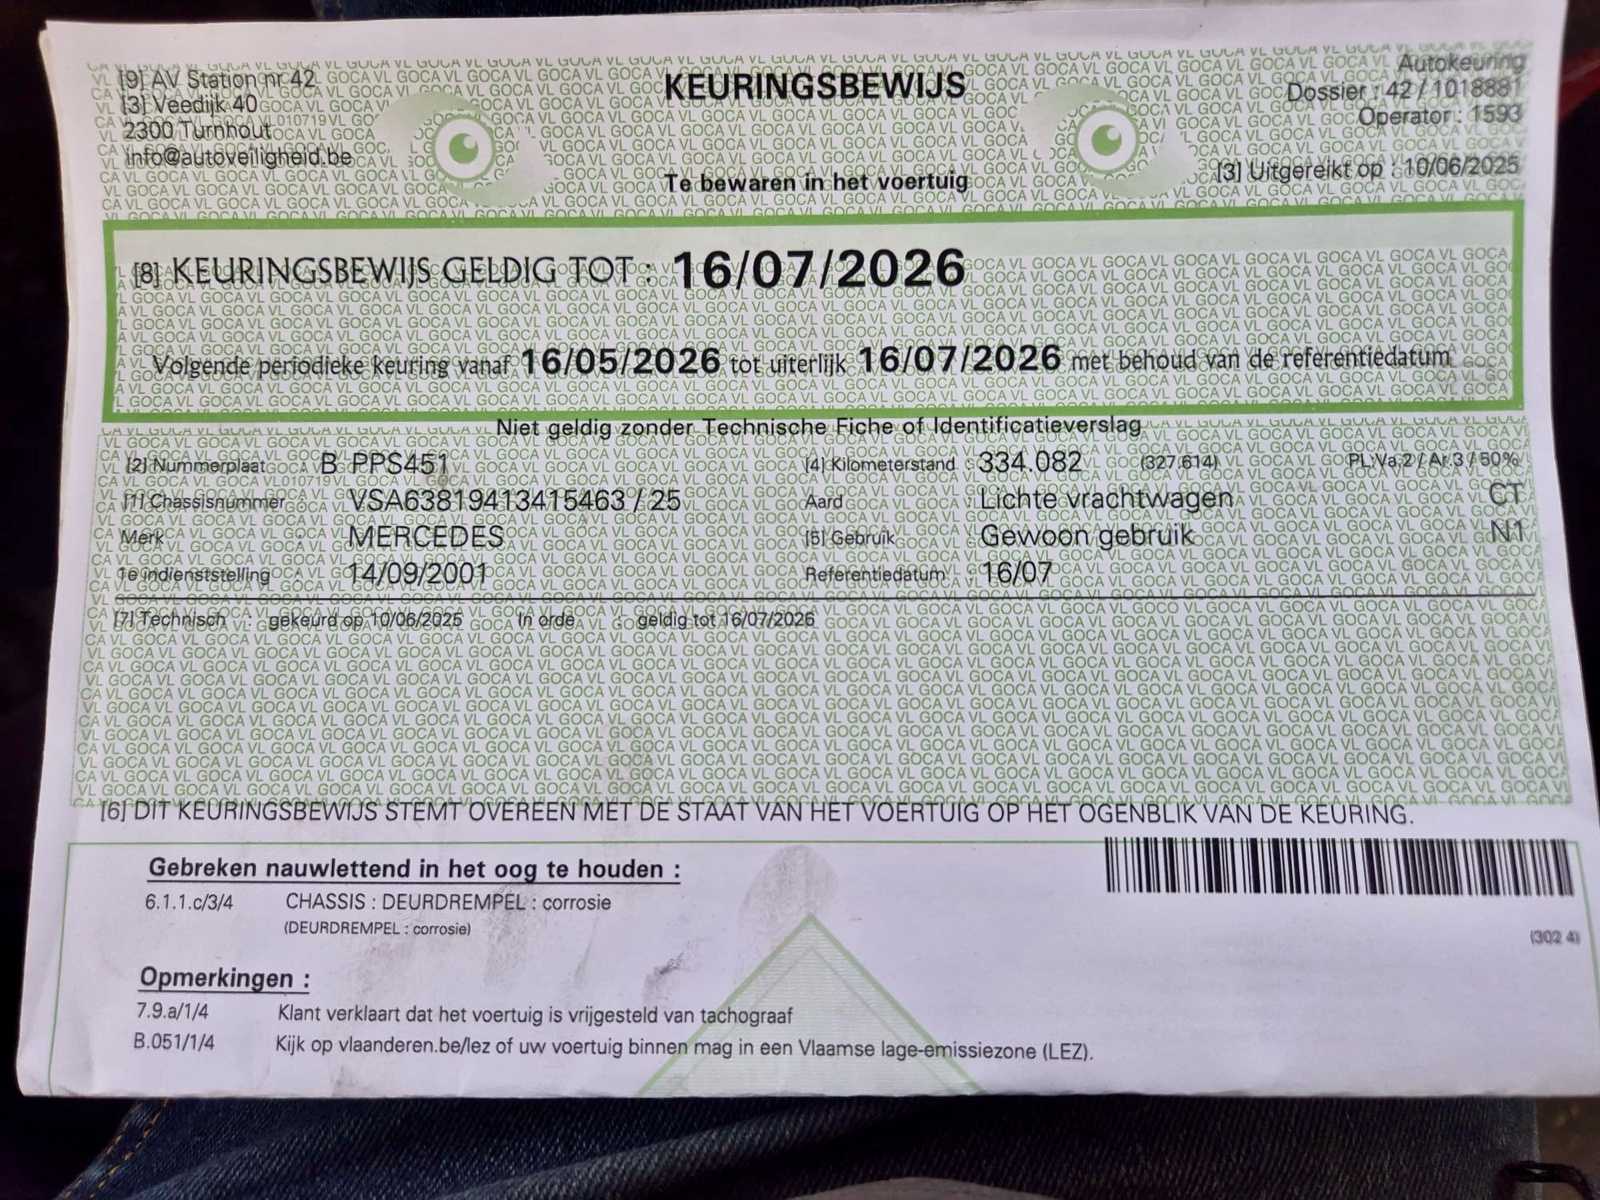 [9] AV Station nr 42
[3] Veedijk 40
2300 Turnhout
info@autoveiligheid.be
KEURINGSBEWIJS
Te bewaren in het voertuig
Autokeuring
Dossier : 42 / 1018881
Operator : 1593
[3] Uitgereikt op : 10/06/2025
[8] KEURINGSBEWIJS GELDIG TOT : 16/07/2026
Volgende periodieke keuring vanaf 16/05/2026 tot uiterlijk 16/07/2026 met behoud van de referentiedatum
Niet geldig zonder Technische Fiche of Identificatieverslag
[2] Nummerplaat B PPS451
[4] Kilometerstand : 334.082 (327.614) PL:Va.2 / Ar.3 / 50%
[1] Chassisnummer VSA63819413415463 / 25
Aard Lichte vrachtwagen CT
Merk : MERCEDES
[5] Gebruik Gewoon gebruik N1
1e indienststelling 14/09/2001
Referentiedatum : 16/07
[7] Technisch : gekeurd op 10/06/2025 In orde : geldig tot 16/07/2026
[6] DIT KEURINGSBEWIJS STEMT OVEREEN MET DE STAAT VAN HET VOERTUIG OP HET OGENBLIK VAN DE KEURING.
Gebreken nauwlettend in het oog te houden :
6.1.1.c/3/4 CHASSIS : DEURDREMPEL : corrosie
(DEURDREMPEL : corrosie)
(302 4)
Opmerkingen :
7.9.a/1/4 Klant verklaart dat het voertuig is vrijgesteld van tachograaf
B.051/1/4 Kijk op vlaanderen.be/lez of uw voertuig binnen mag in een Vlaamse lage-emissiezone (LEZ).